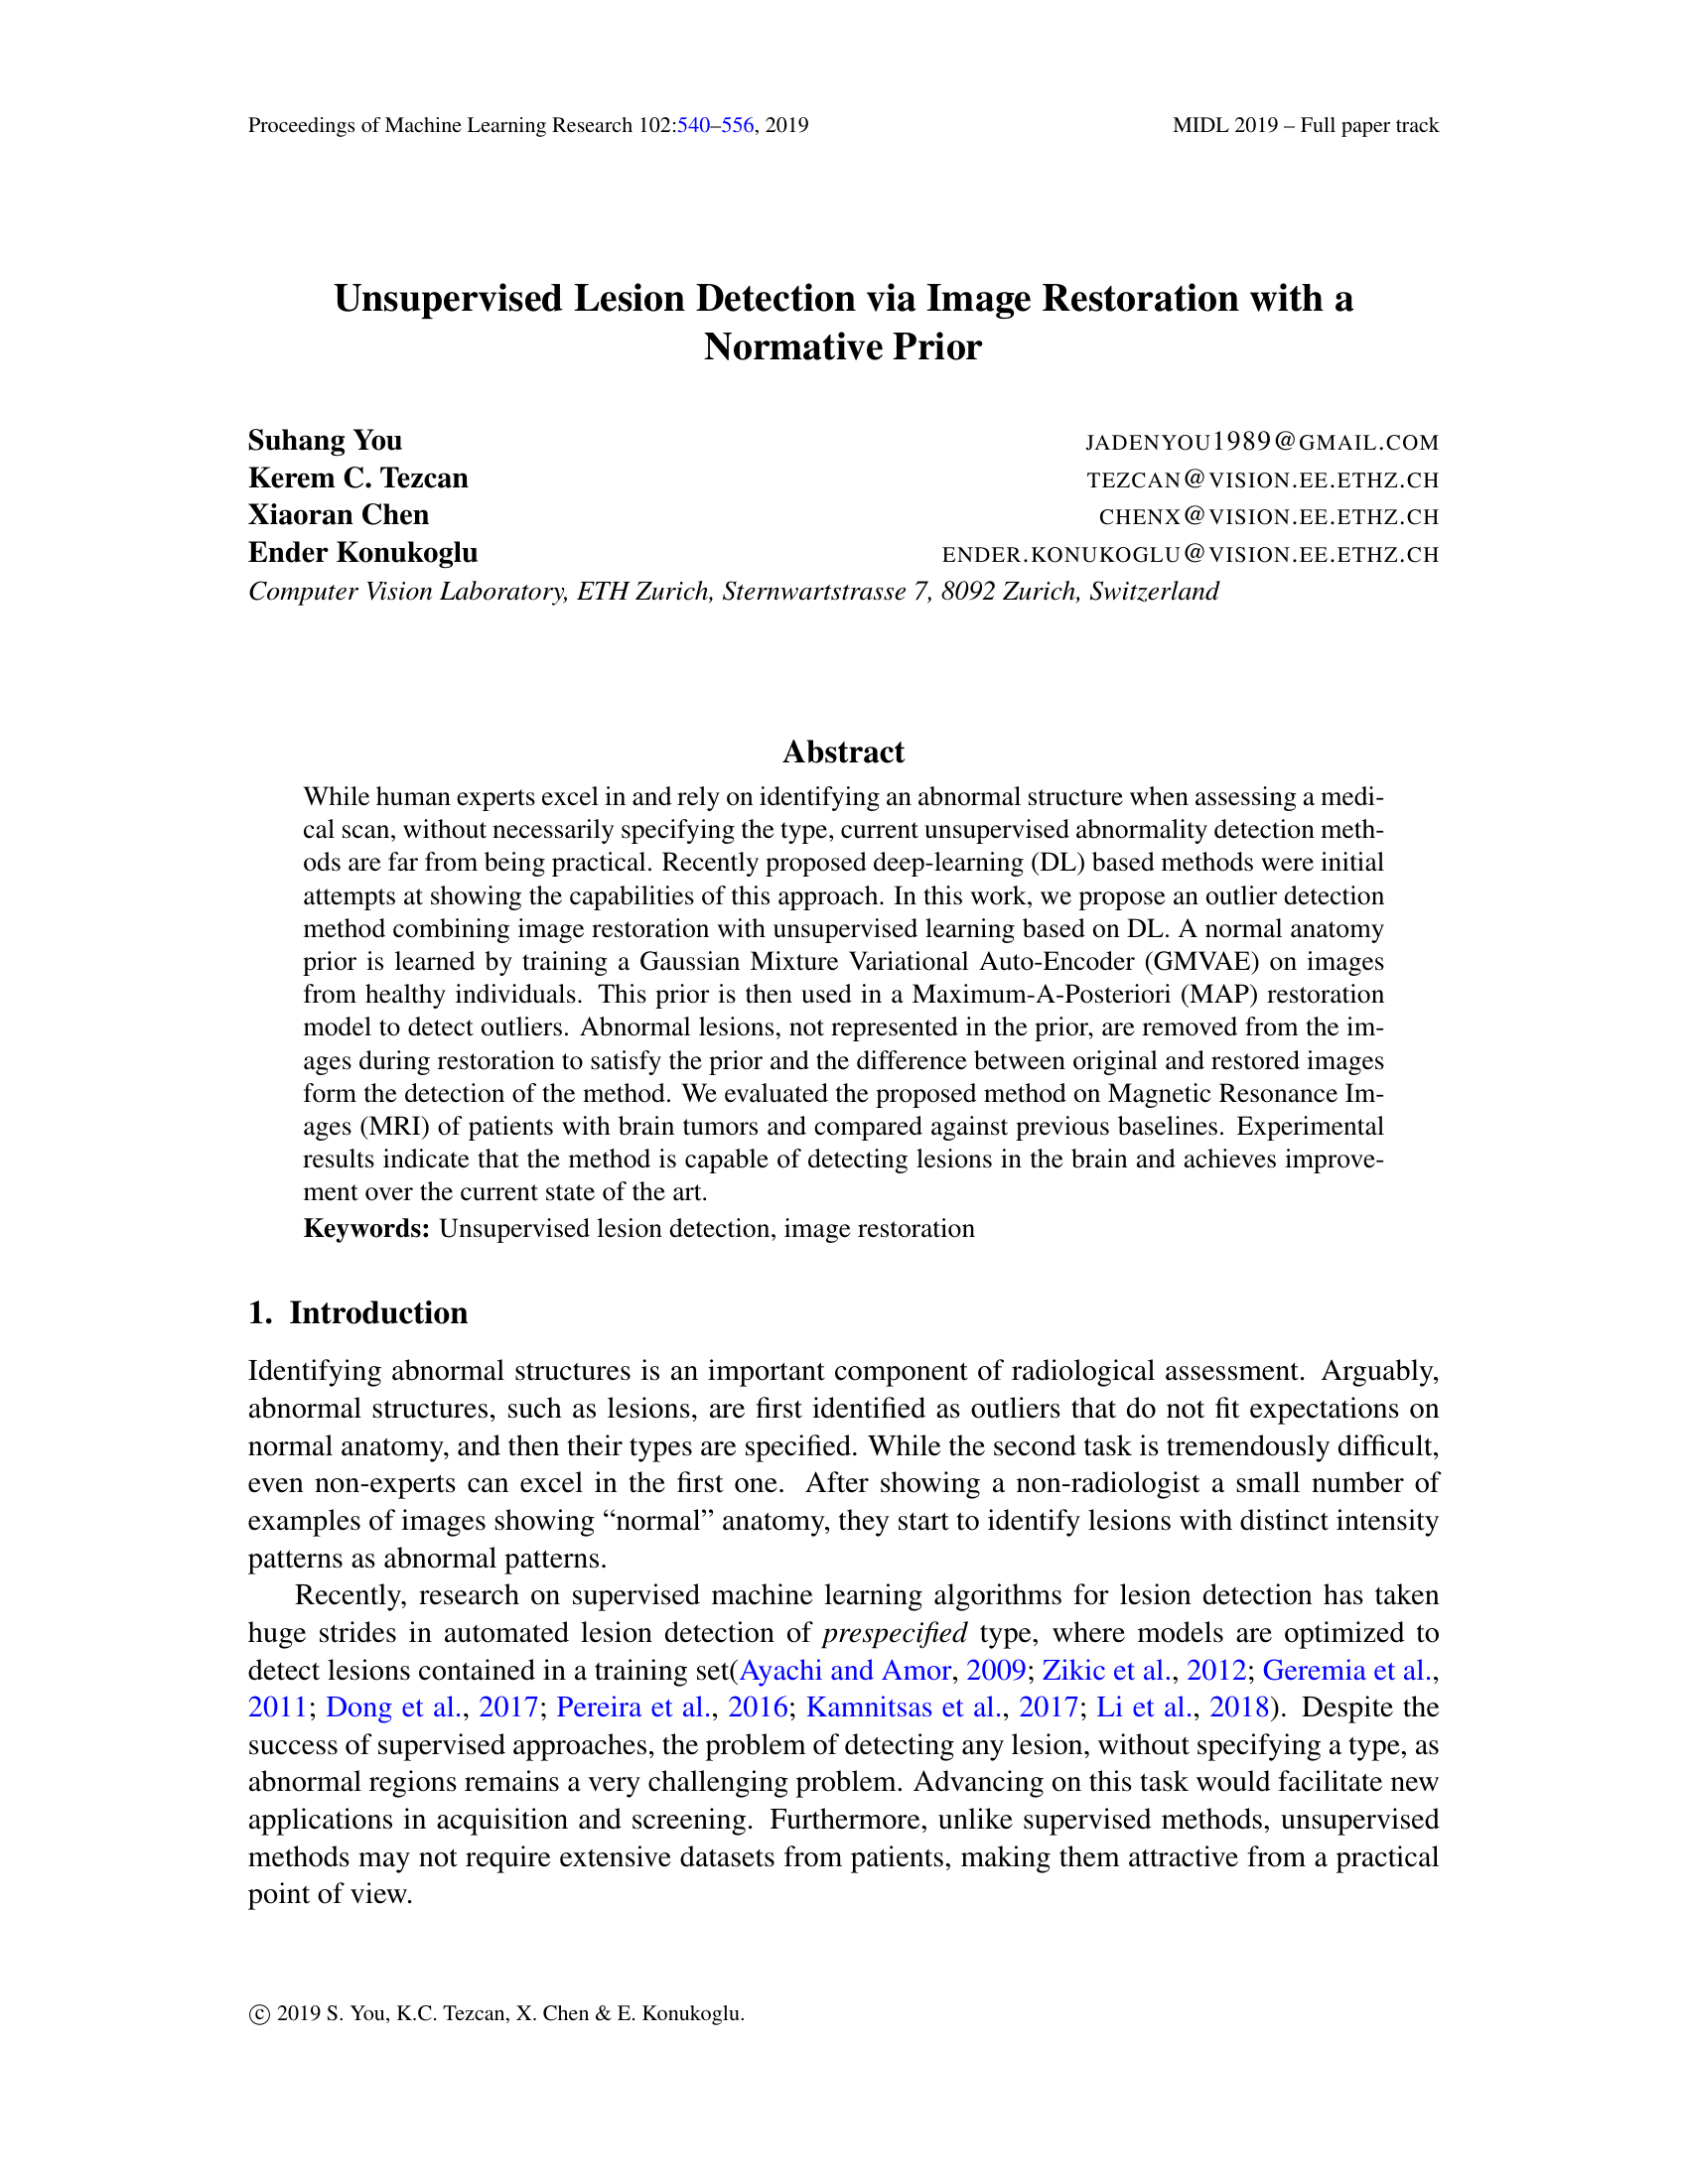 Proceedings of Machine Learning Research 102:540–556, 2019 MIDL 2019 – Full paper track
Unsupervised Lesion Detection via Image Restoration with a
Normative Prior
Suhang You JADENYOU1989@GMAIL.COM
Kerem C. Tezcan TEZCAN@VISION.EE.ETHZ.CH
Xiaoran Chen CHENX@VISION.EE.ETHZ.CH
Ender Konukoglu ENDER.KONUKOGLU@VISION.EE.ETHZ.CH
Computer Vision Laboratory, ETH Zurich, Sternwartstrasse 7, 8092 Zurich, Switzerland
Abstract
While human experts excel in and rely on identifying an abnormal structure when assessing a medi-
cal scan, without necessarily specifying the type, current unsupervised abnormality detection meth-
ods are far from being practical. Recently proposed deep-learning (DL) based methods were initial
attempts at showing the capabilities of this approach. In this work, we propose an outlier detection
method combining image restoration with unsupervised learning based on DL. A normal anatomy
prior is learned by training a Gaussian Mixture Variational Auto-Encoder (GMVAE) on images
from healthy individuals. This prior is then used in a Maximum-A-Posteriori (MAP) restoration
model to detect outliers. Abnormal lesions, not represented in the prior, are removed from the im-
ages during restoration to satisfy the prior and the difference between original and restored images
form the detection of the method. We evaluated the proposed method on Magnetic Resonance Im-
ages (MRI) of patients with brain tumors and compared against previous baselines. Experimental
results indicate that the method is capable of detecting lesions in the brain and achieves improve-
ment over the current state of the art.
Keywords: Unsupervised lesion detection, image restoration
1. Introduction
Identifying abnormal structures is an important component of radiological assessment. Arguably,
abnormal structures, such as lesions, are first identified as outliers that do not fit expectations on
normal anatomy, and then their types are specified. While the second task is tremendously difficult,
even non-experts can excel in the first one. After showing a non-radiologist a small number of
examples of images showing “normal” anatomy, they start to identify lesions with distinct intensity
patterns as abnormal patterns.
Recently, research on supervised machine learning algorithms for lesion detection has taken
huge strides in automated lesion detection of prespecified type, where models are optimized to
detect lesions contained in a training set(Ayachi and Amor, 2009; Zikic et al., 2012; Geremia et al.,
2011; Dong et al., 2017; Pereira et al., 2016; Kamnitsas et al., 2017; Li et al., 2018). Despite the
success of supervised approaches, the problem of detecting any lesion, without specifying a type, as
abnormal regions remains a very challenging problem. Advancing on this task would facilitate new
applications in acquisition and screening. Furthermore, unlike supervised methods, unsupervised
methods may not require extensive datasets from patients, making them attractive from a practical
point of view.
© 2019 S. You, K.C. Tezcan, X. Chen & E. Konukoglu.